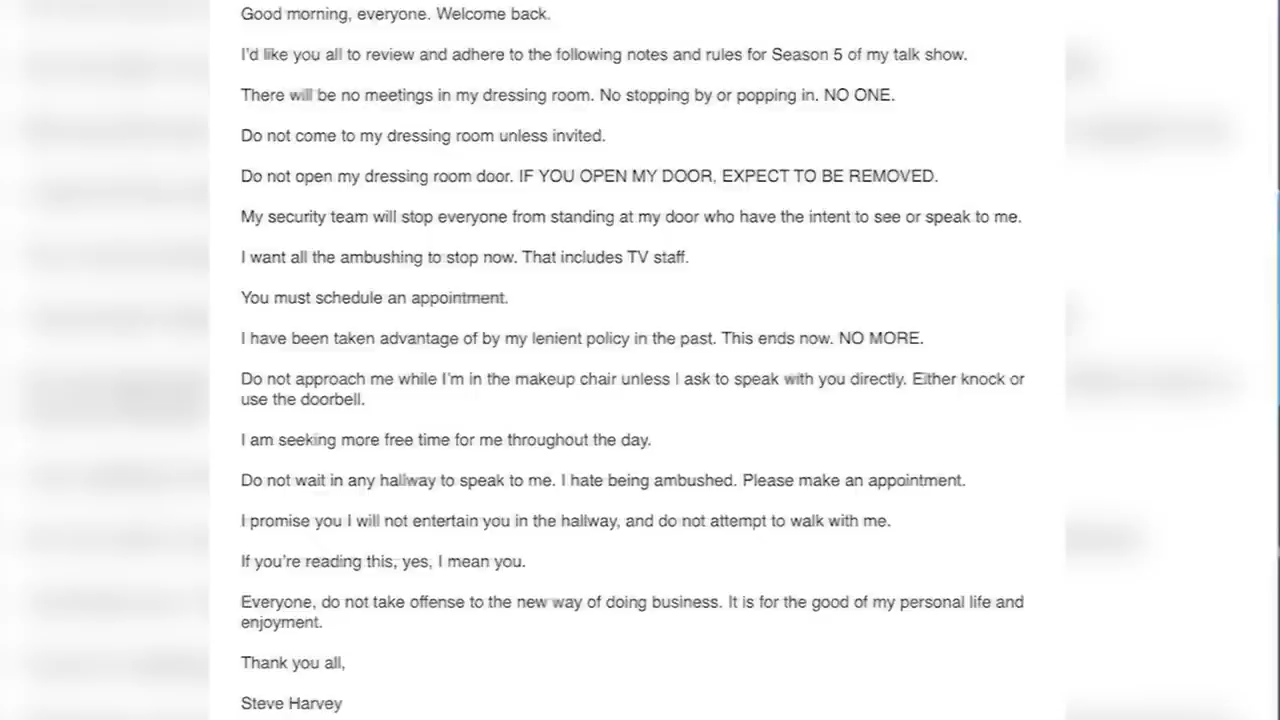 Good morning, everyone. Welcome back.
I'd like you all to review and adhere to the following notes and rules for Season 5 of my talk show.
There will be no meetings in my dressing room. No stopping by or popping in. NO ONE.
Do not come to my dressing room unless invited.
Do not open my dressing room door. IF YOU OPEN MY DOOR, EXPECT TO BE REMOVED.
My security team will stop everyone from standing at my door who have the intent to see or speak to me.
I want all the ambushing to stop now. That includes TV staff.
You must schedule an appointment.
I have been taken advantage of by my lenient policy in the past. This ends now. NO MORE.
Do not approach me while I'm in the makeup chair unless I ask to speak with you directly. Either knock or
use the doorbell.
I am seeking more free time for me throughout the day.
Do not wait in any hallway to speak to me. I hate being ambushed. Please make an appointment.
I promise you I will not entertain you in the hallway, and do not attempt to walk with me.
If you're reading this, yes, I mean you.
Everyone, do not take offense to the new way of doing business. It is for the good of my personal life and
enjoyment.
Thank you all,
Steve Harvey